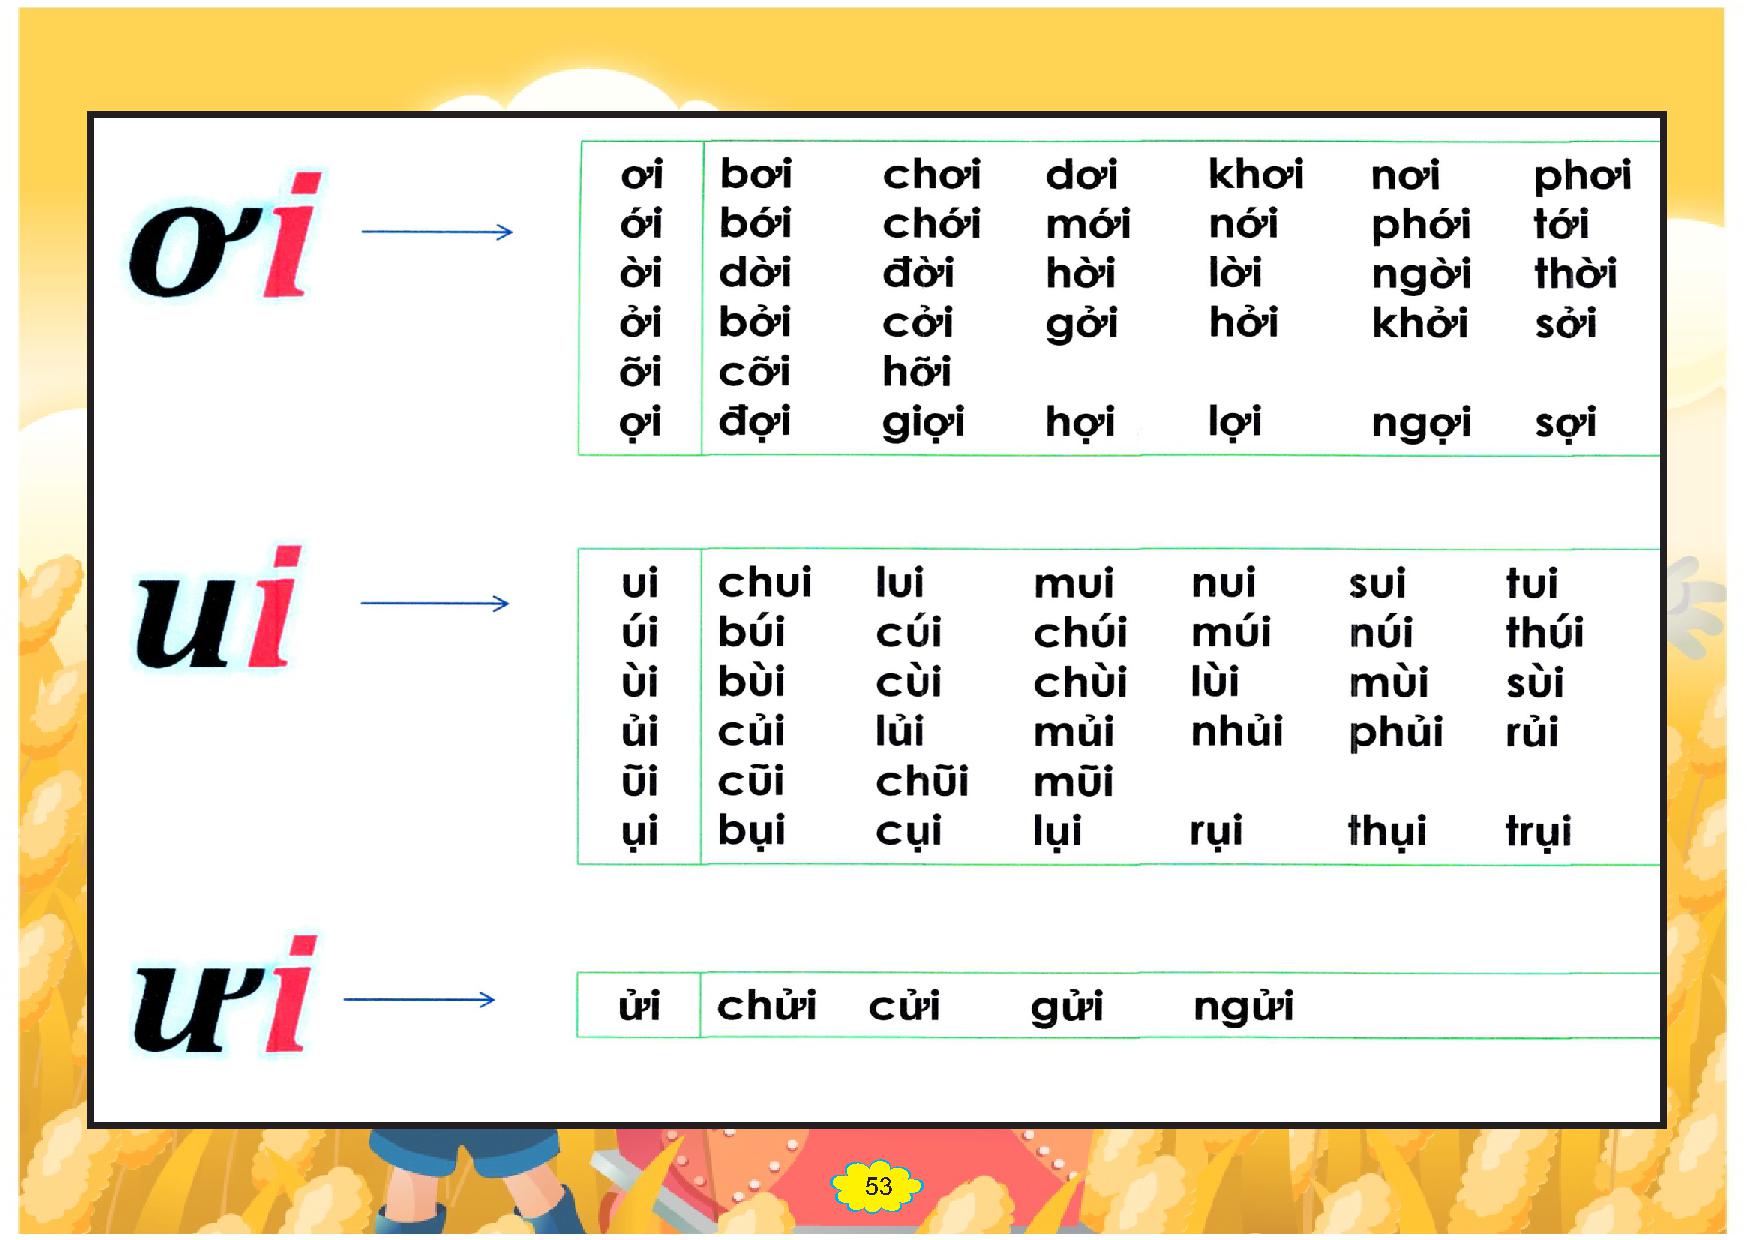 ơi
ơi bơi chơi dơi khơi nơi phơi
ới bới chới mới nới phới tới
ời dời đời hời lời ngời thời
ởi bởi cởi gởi hởi khởi sởi
ỡi cỡi hỡi
ợi đợi giợi hợi lợi ngợi sợi
ui
ui chui lui mui nui sui tui
úi búi cúi chúi múi núi thúi
ùi bùi cùi chùi lùi mùi sùi
ủi củi lủi mủi nhủi phủi rủi
ũi cũi chũi mũi
ụi bụi cụi lụi rụi thụi trụi
ưi
ửi chửi cửi gửi ngửi
53